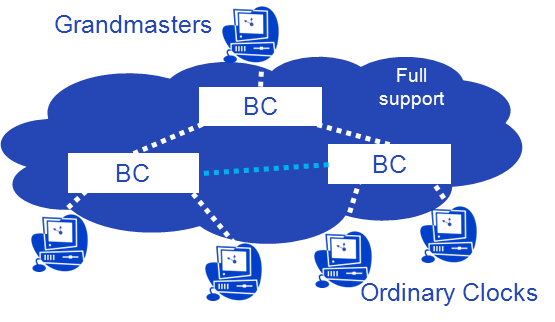 Grandmasters
Full
support
BC
BC
BC
Ordinary Clocks